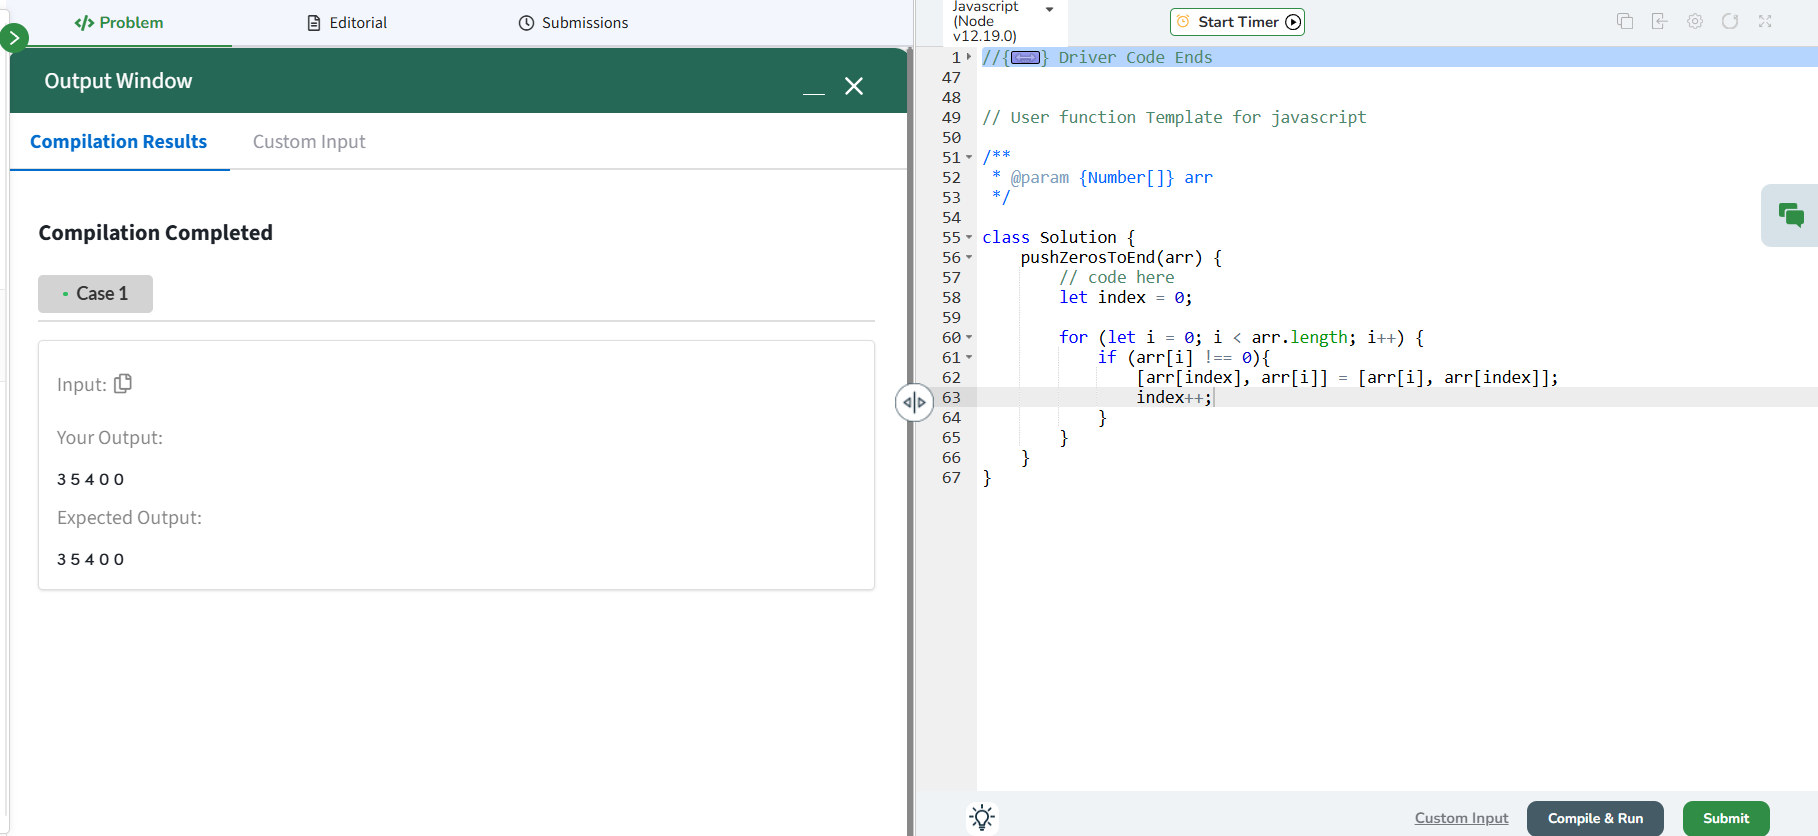 Problem
Editorial
Submissions
Output Window
Compilation Results
Custom Input
Compilation Completed
Case 1
Input:
Your Output:
3 5 4 0 0
Expected Output:
3 5 4 0 0
Javascript
(Node
v12.19.0)
Start Timer
1 //{↔} Driver Code Ends
47
48
49 // User function Template for javascript
50
51 /**
52 * @param {Number[]} arr
53 */
54
55 class Solution {
56 pushZerosToEnd(arr) {
57 // code here
58 let index = 0;
59
60 for (let i = 0; i < arr.length; i++) {
61 if (arr[i] !== 0){
62 [arr[index], arr[i]] = [arr[i], arr[index]];
63 index++;
64 }
65 }
66 }
67 }
Custom Input
Compile & Run
Submit